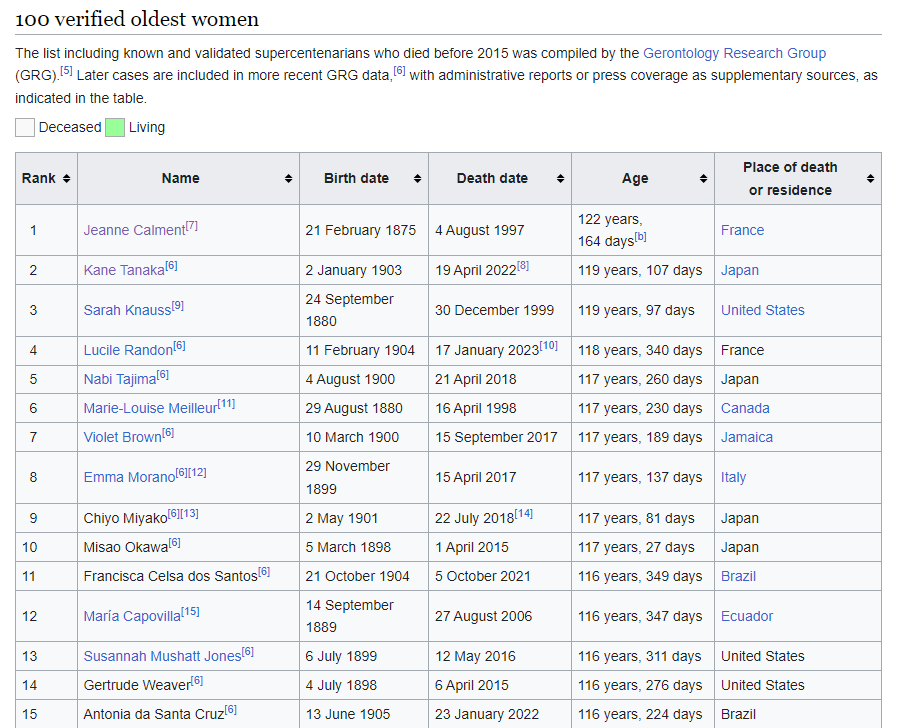 100 verified oldest women
The list including known and validated supercentenarians who died before 2015 was compiled by the Gerontology Research Group
(GRG).[5] Later cases are included in more recent GRG data,[6] with administrative reports or press coverage as supplementary sources, as
indicated in the table.
Deceased Living
Rank Name Birth date Death date Age Place of death or residence
1 Jeanne Calment[7] 21 February 1875 4 August 1997 122 years, 164 days[b] France
2 Kane Tanaka[6] 2 January 1903 19 April 2022[8] 119 years, 107 days Japan
3 Sarah Knauss[9] 24 September 1880 30 December 1999 119 years, 97 days United States
4 Lucile Randon[6] 11 February 1904 17 January 2023[10] 118 years, 340 days France
5 Nabi Tajima[6] 4 August 1900 21 April 2018 117 years, 260 days Japan
6 Marie-Louise Meilleur[11] 29 August 1880 16 April 1998 117 years, 230 days Canada
7 Violet Brown[6] 10 March 1900 15 September 2017 117 years, 189 days Jamaica
8 Emma Morano[6][12] 29 November 1899 15 April 2017 117 years, 137 days Italy
9 Chiyo Miyako[6][13] 2 May 1901 22 July 2018[14] 117 years, 81 days Japan
10 Misao Okawa[6] 5 March 1898 1 April 2015 117 years, 27 days Japan
11 Francisca Celsa dos Santos[6] 21 October 1904 5 October 2021 116 years, 349 days Brazil
12 María Capovilla[15] 14 September 1889 27 August 2006 116 years, 347 days Ecuador
13 Susannah Mushatt Jones[6] 6 July 1899 12 May 2016 116 years, 311 days United States
14 Gertrude Weaver[6] 4 July 1898 6 April 2015 116 years, 276 days United States
15 Antonia da Santa Cruz[6] 13 June 1905 23 January 2022 116 years, 224 days Brazil